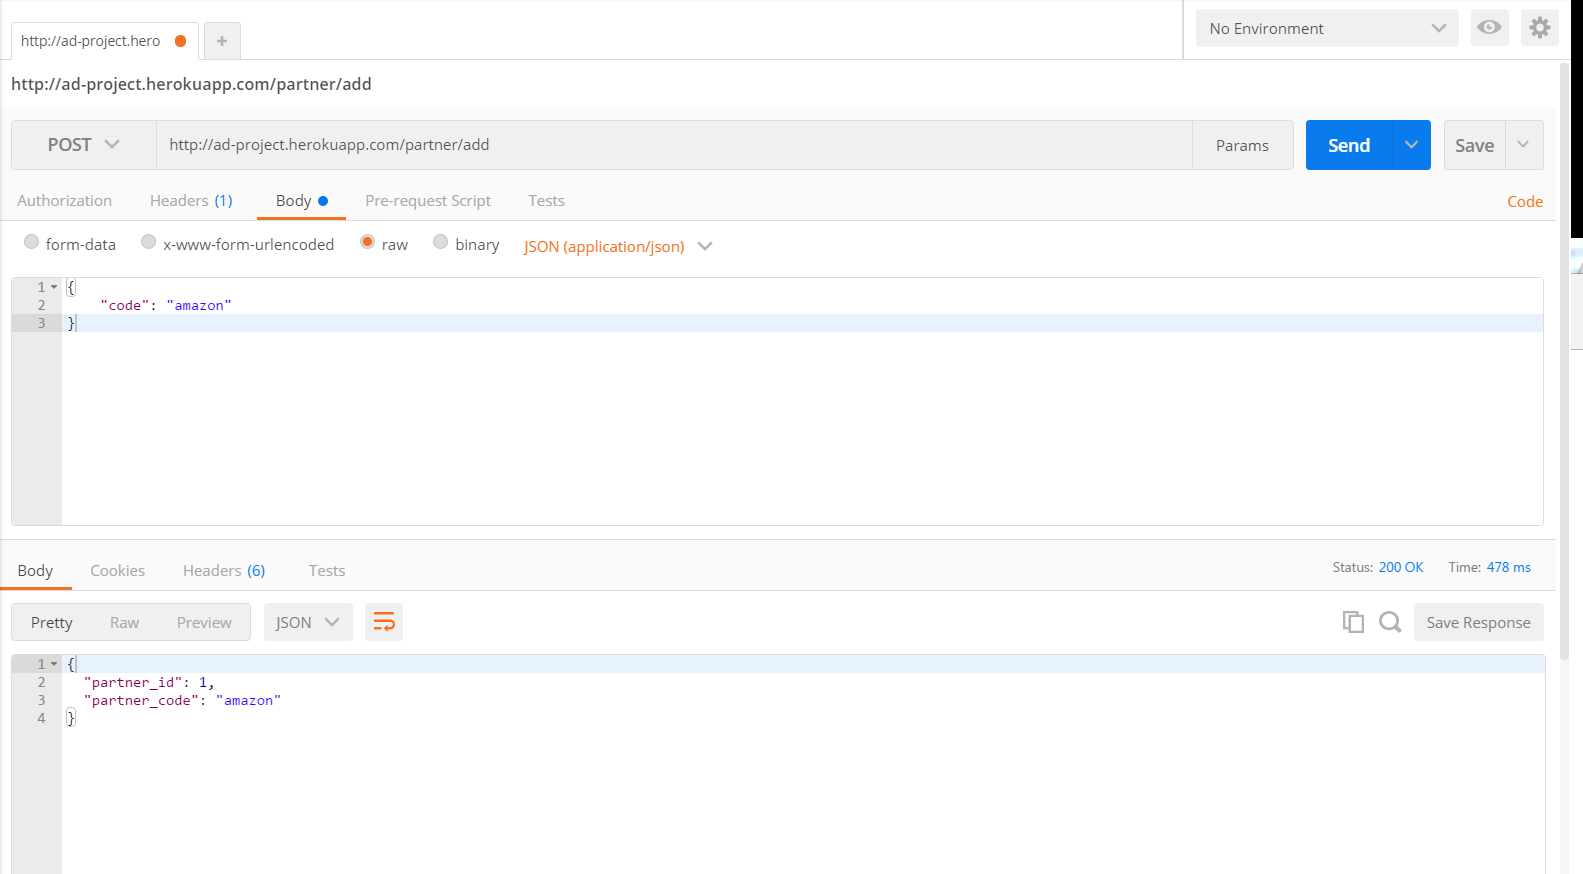 http://ad-project.hero
+
No Environment
http://ad-project.herokuapp.com/partner/add
POST http://ad-project.herokuapp.com/partner/add Params Send Save
Authorization Headers (1) Body Pre-request Script Tests Code
form-data x-www-form-urlencoded raw binary JSON (application/json)
1 {
2 "code": "amazon"
3 }
Body Cookies Headers (6) Tests Status: 200 OK Time: 478 ms
Pretty Raw Preview JSON Save Response
1 {
2 "partner_id": 1,
3 "partner_code": "amazon"
4 }